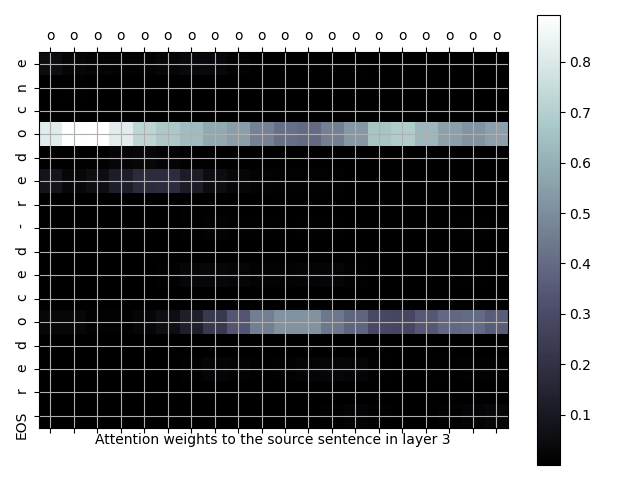 o o o o o o o o o o o o o o o o o o o o
e
n
c
o
d
e
r
-
d
e
c
o
d
e
r
EOS
Attention weights to the source sentence in layer 3
0.8
0.7
0.6
0.5
0.4
0.3
0.2
0.1